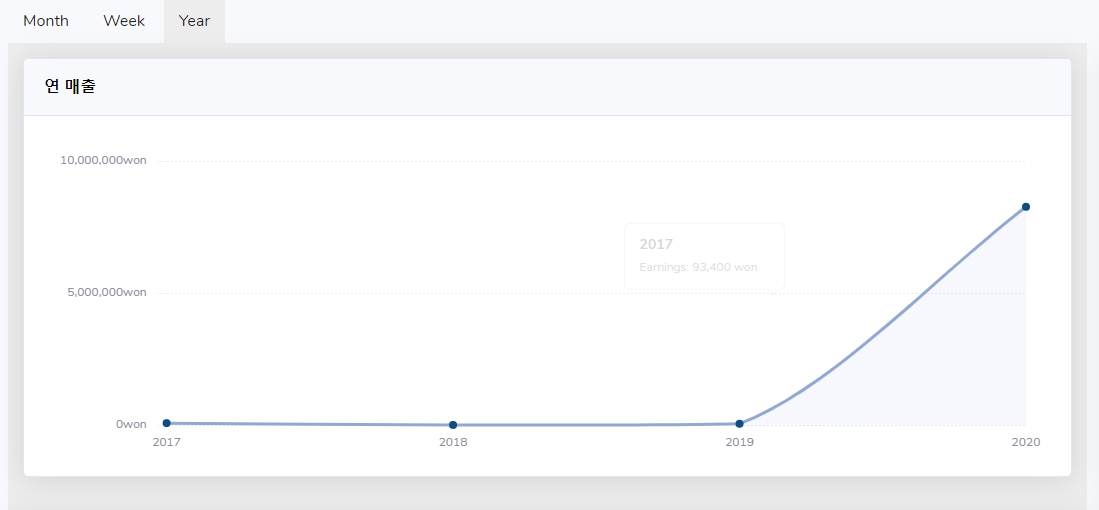 Month Week Year
연 매출
10,000,000won
2017
Earnings: 93,400 won
5,000,000won
0won
2017 2018 2019 2020